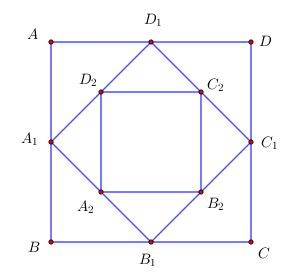 D₁
A D
D₂ C₂
A₁ C₁
A₂ B₂
B B₁ C